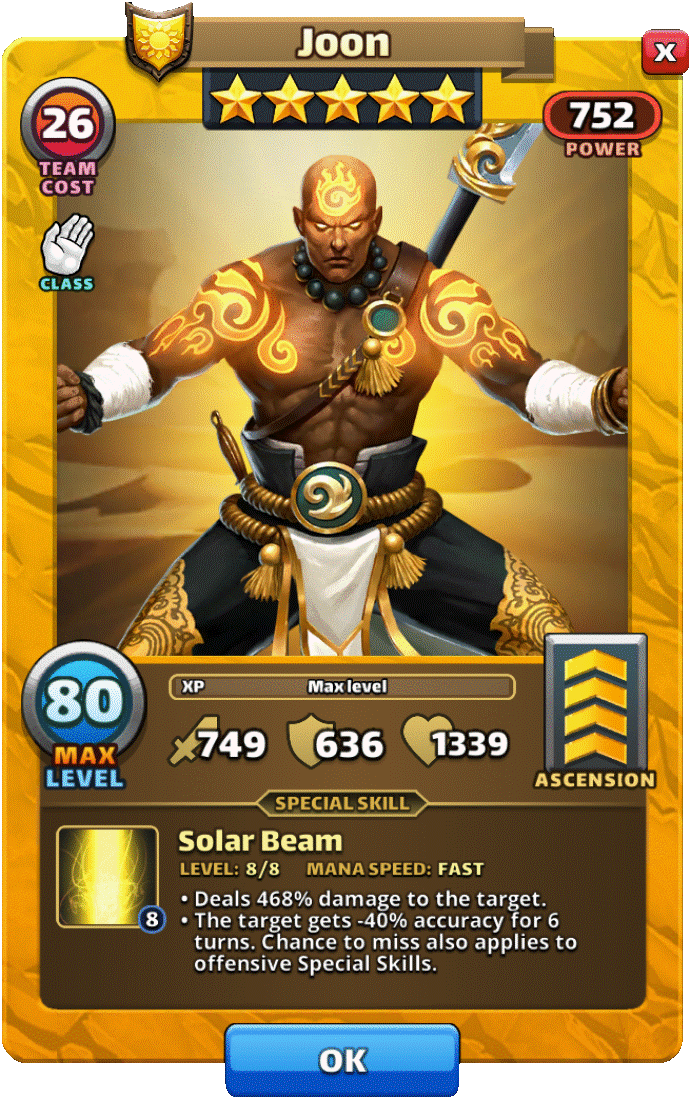 Joon
X
26
TEAM
COST
752
POWER
CLASS
80
MAX
LEVEL
XP Max level
749 636 1339
ASCENSION
SPECIAL SKILL
Solar Beam
LEVEL: 8/8 MANA SPEED: FAST
8
• Deals 468% damage to the target.
• The target gets -40% accuracy for 6
turns. Chance to miss also applies to
offensive Special Skills.
OK